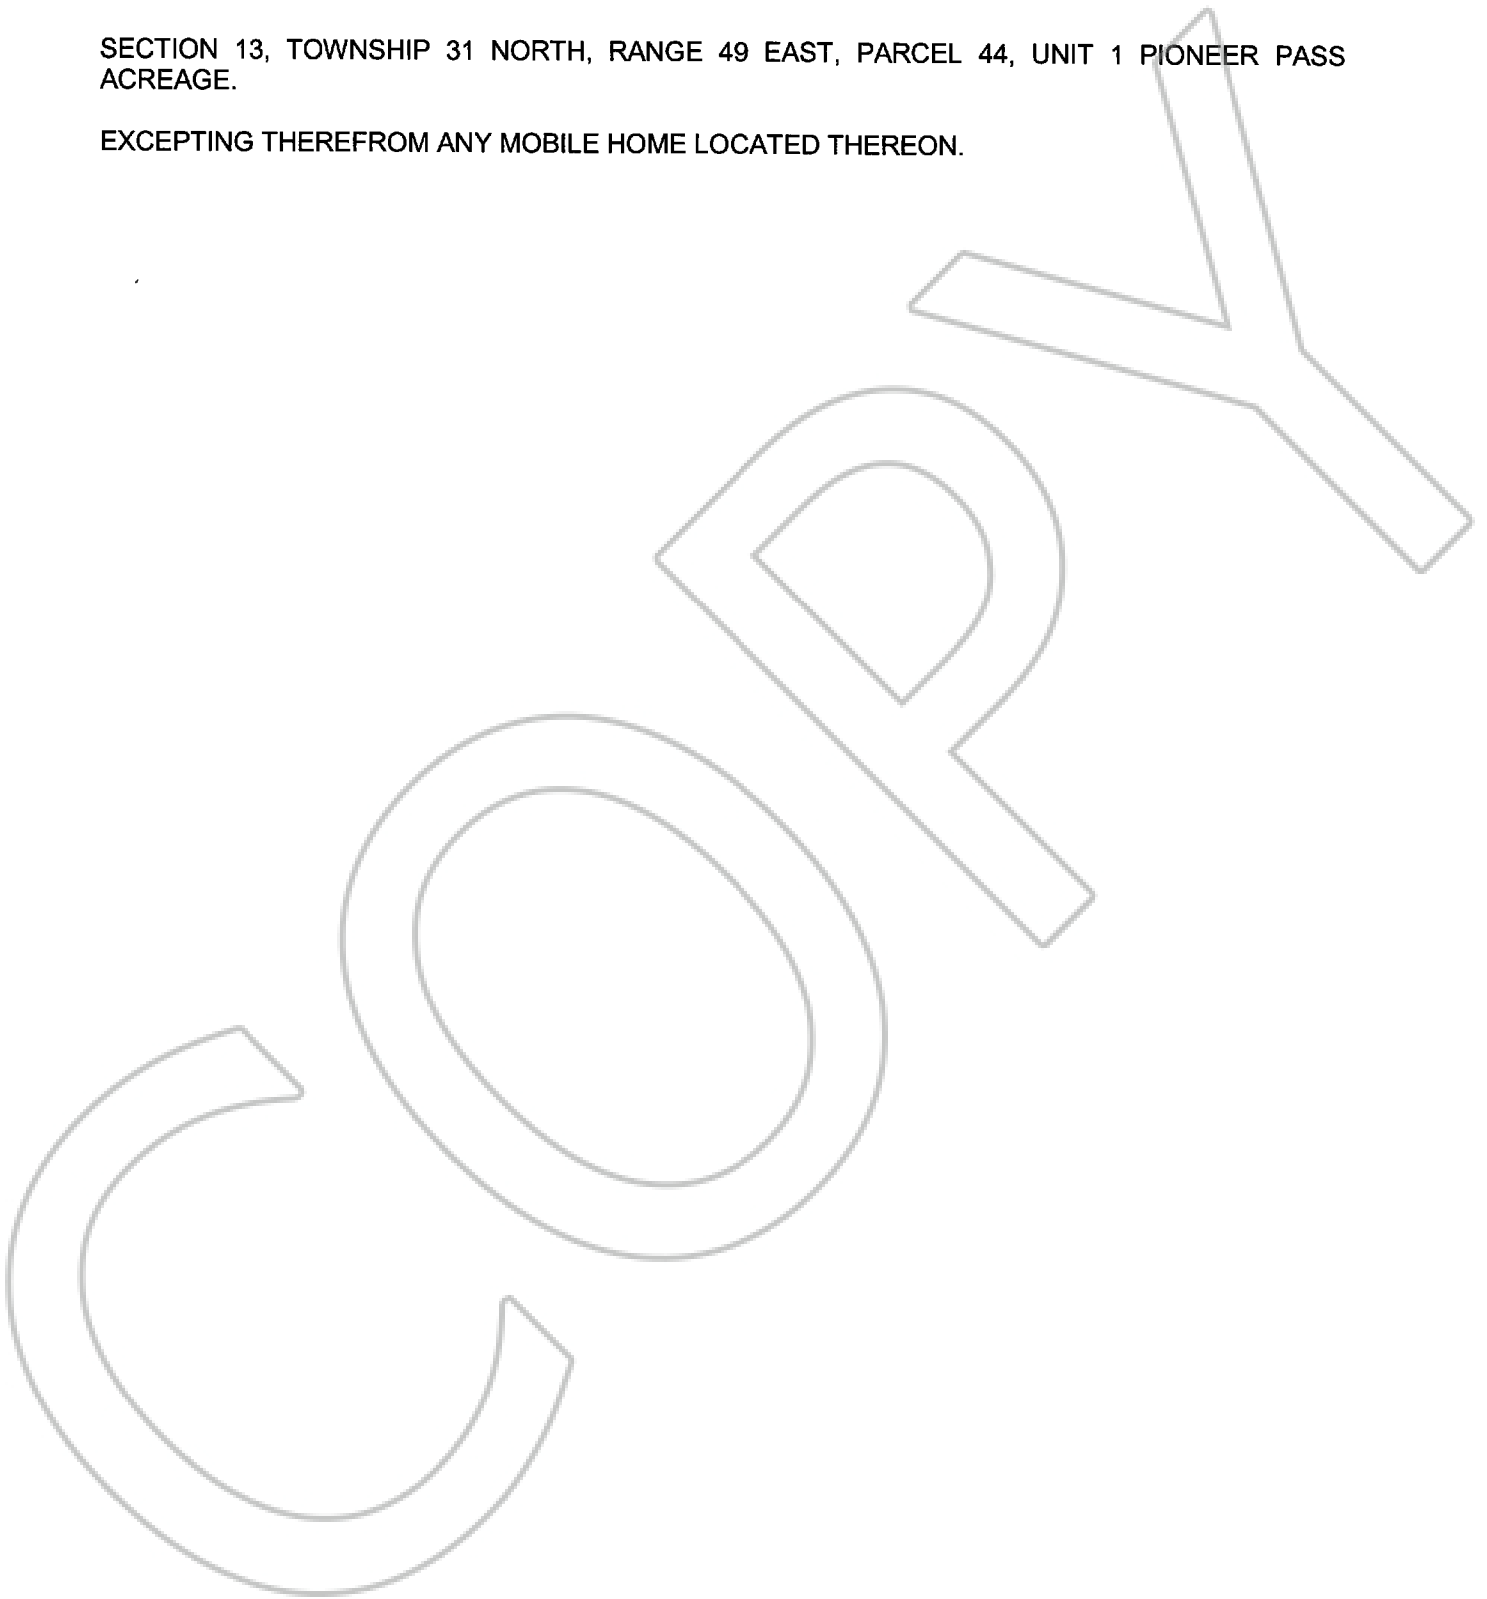 SECTION 13, TOWNSHIP 31 NORTH, RANGE 49 EAST, PARCEL 44, UNIT 1 PIONEER PASS
ACREAGE.
EXCEPTING THEREFROM ANY MOBILE HOME LOCATED THEREON.
COPY